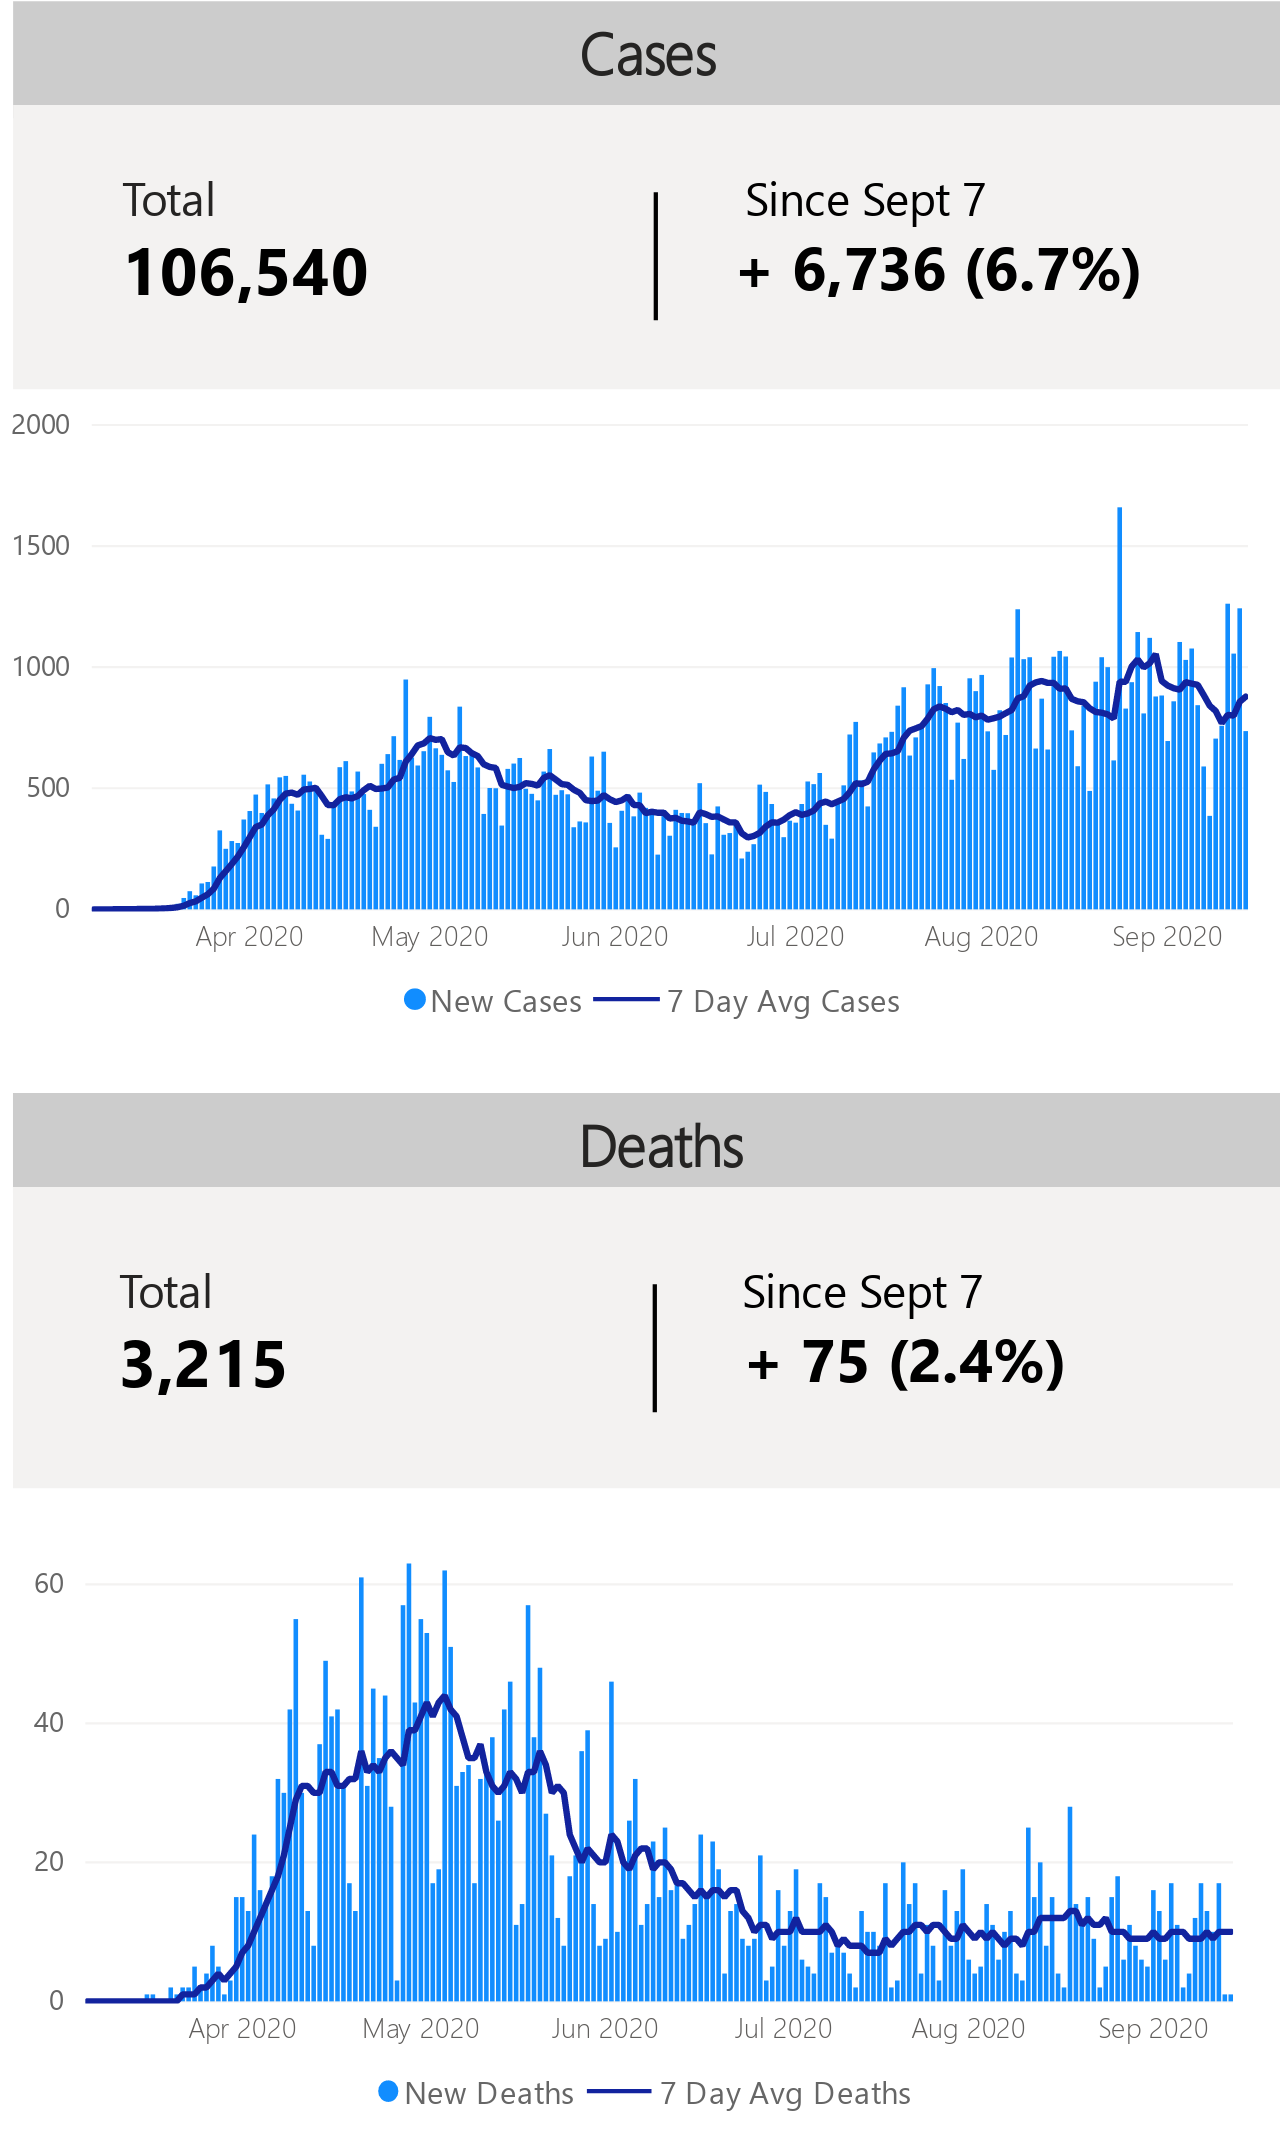 Cases
Total
106,540
Since Sept 7
+ 6,736 (6.7%)
2000
1500
1000
500
0
Apr 2020 May 2020 Jun 2020 Jul 2020 Aug 2020 Sep 2020
New Cases 7 Day Avg Cases
Deaths
Total
3,215
Since Sept 7
+ 75 (2.4%)
60
40
20
0
Apr 2020 May 2020 Jun 2020 Jul 2020 Aug 2020 Sep 2020
New Deaths 7 Day Avg Deaths